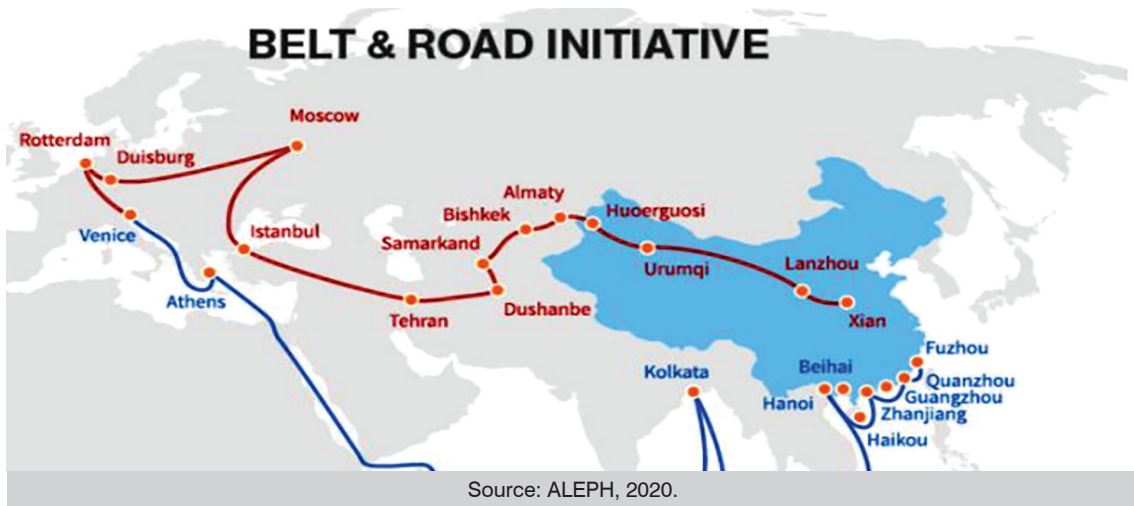 BELT & ROAD INITIATIVE
Moscow
Rotterdam
Duisburg
Almaty
Bishkek
Huoerguosi
Venice
Istanbul
Samarkand
Urumqi
Lanzhou
Athens
Tehran
Dushanbe
Xian
Fuzhou
Kolkata
Beihai
Quanzhou
Hanoi
Guangzhou
Zhanjiang
Haikou
Source: ALEPH, 2020.